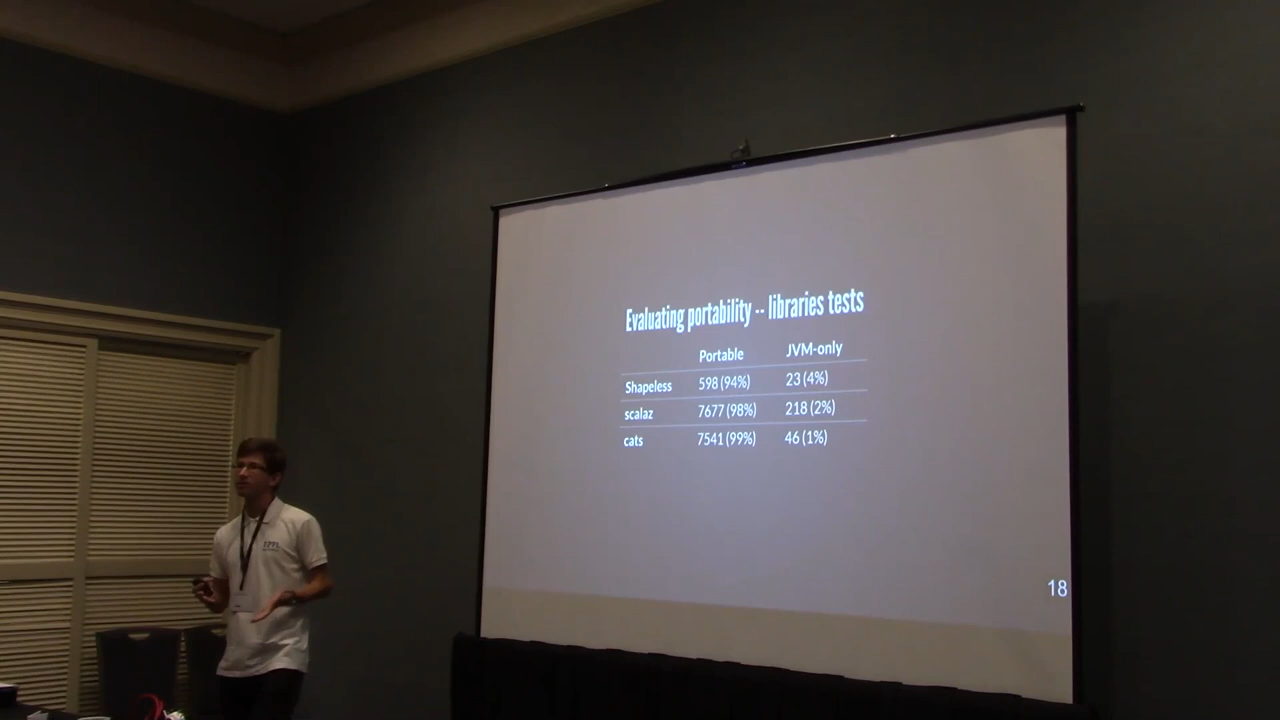 Evaluating portability -- libraries tests
Portable JVM-only
Shapeless 598 (94%) 23 (4%)
scalaz 7677 (98%) 218 (2%)
cats 7541 (99%) 46 (1%)
18
EPFL